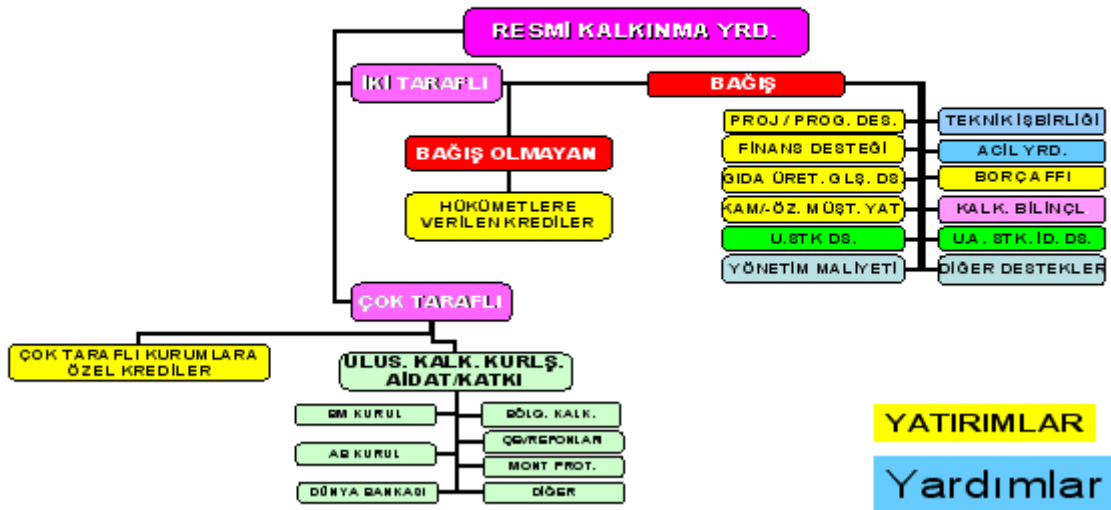 RESMİ KALKINMA YRD.
İKİ TARAFLI
BAĞIŞ
PROJ / PROG. DES.
TEKNİK İŞBİRLİĞİ
BAĞIŞ OLMAYAN
FİNANS DESTEĞİ
ACİL YRD.
GIDA ÜRET. GLŞ. DS.
BORÇ AFFI
HÜKÜMETLERE
VERİLEN KREDİLER
KAM/-ÖZ. MÜŞT. YAT
KALK. BİLİNÇL.
U.STK DS.
U.A. STK. İD. DS.
YÖNETİM MALİYETİ
DİĞER DESTEKLER
ÇOK TARAFLI
ÇOK TARAFLI KURUMLARA
ÖZEL KREDİLER
ULUS. KALK. KURLŞ.
AİDAT/KATKI
BM KURUL
BÖLG. KALK.
AB KURUL
MONT PROT.
DÜNYA BANKASI
DİĞER
YATIRIMLAR
Yardımlar